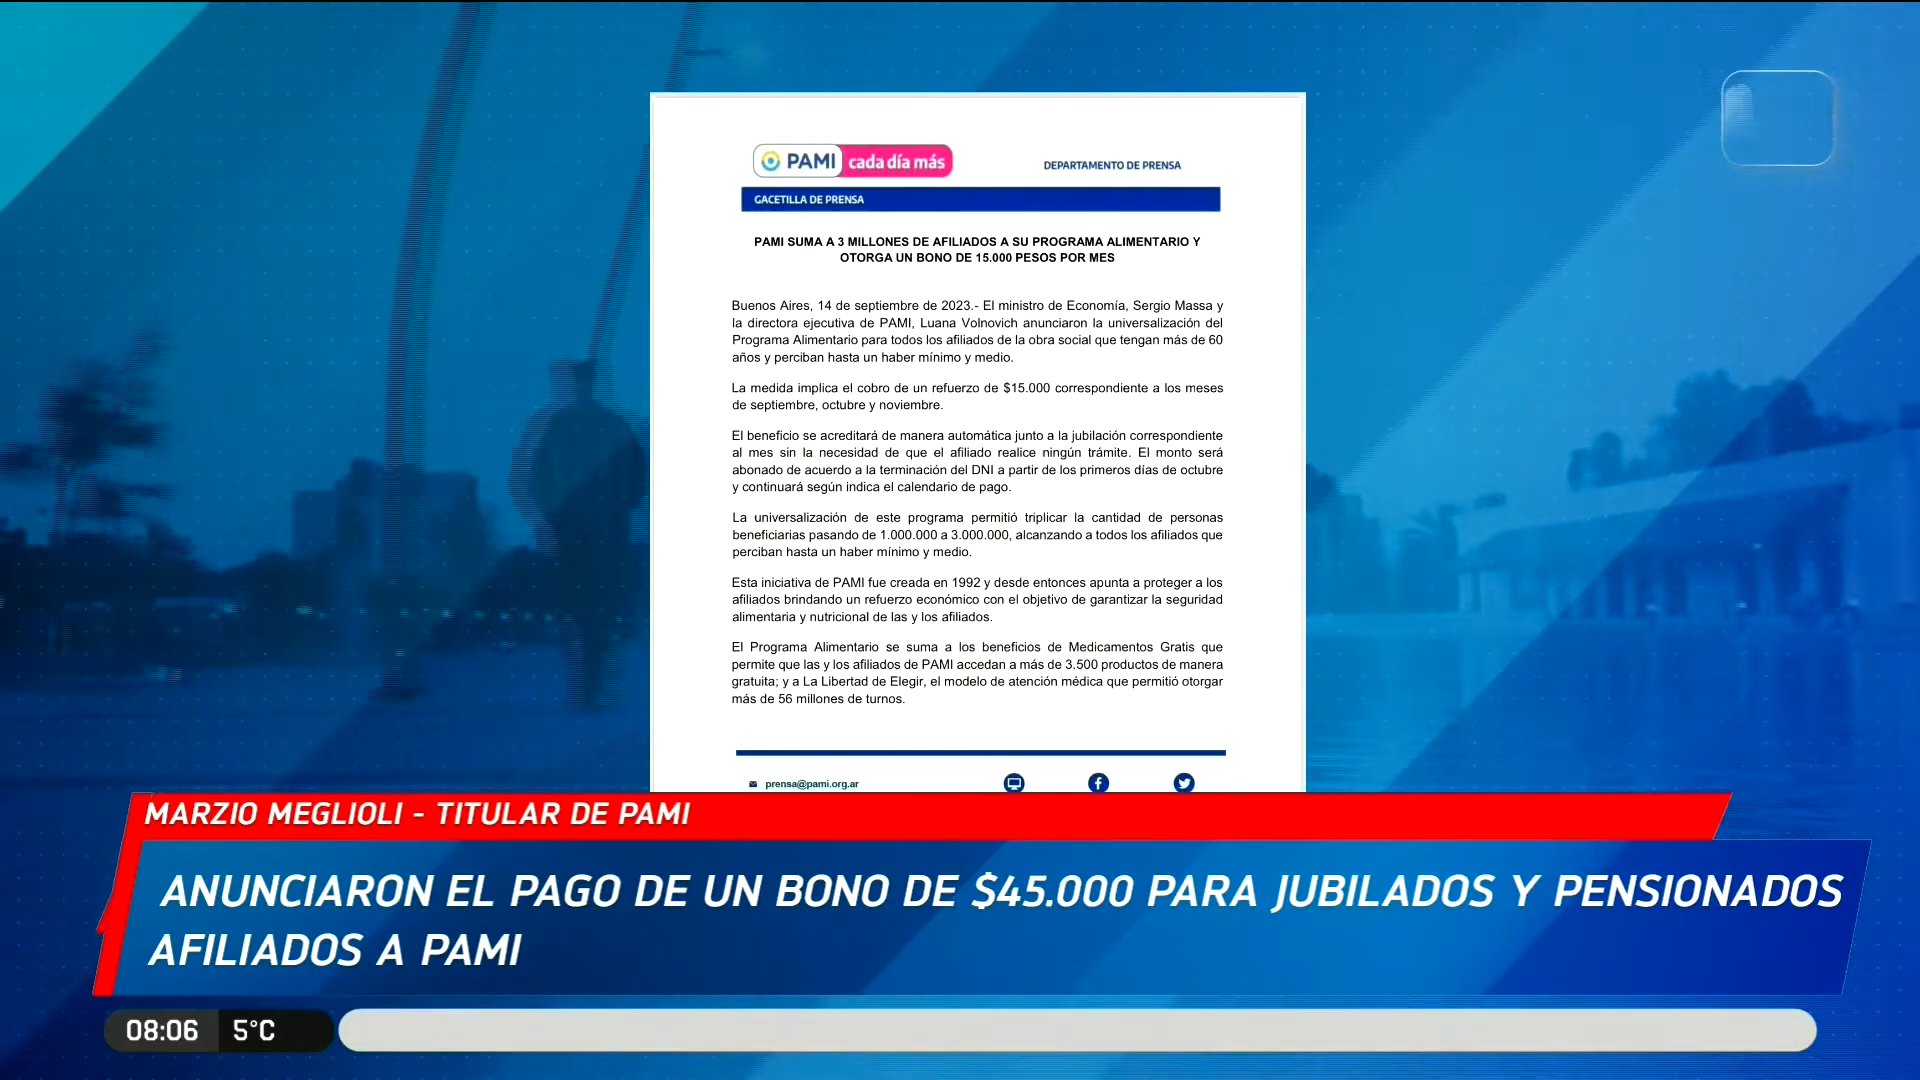 PAMI cada día más
DEPARTAMENTO DE PRENSA
GACETILLA DE PRENSA
PAMI SUMA A 3 MILLONES DE AFILIADOS A SU PROGRAMA ALIMENTARIO Y
OTORGA UN BONO DE 15.000 PESOS POR MES
Buenos Aires, 14 de septiembre de 2023.- El ministro de Economía, Sergio Massa y
la directora ejecutiva de PAMI, Luana Volnovich anunciaron la universalización del
Programa Alimentario para todos los afiliados de la obra social que tengan más de 60
años y perciban hasta un haber mínimo y medio.
La medida implica el cobro de un refuerzo de $15.000 correspondiente a los meses
de septiembre, octubre y noviembre.
El beneficio se acreditará de manera automática junto a la jubilación correspondiente
al mes sin la necesidad de que el afiliado realice ningún trámite. El monto será
abonado de acuerdo a la terminación del DNI a partir de los primeros días de octubre
y continuará según indica el calendario de pago.
La universalización de este programa permitió triplicar la cantidad de personas
beneficiarias pasando de 1.000.000 a 3.000.000, alcanzando a todos los afiliados que
perciban hasta un haber mínimo y medio.
Esta iniciativa de PAMI fue creada en 1992 y desde entonces apunta a proteger a los
afiliados brindando un refuerzo económico con el objetivo de garantizar la seguridad
alimentaria y nutricional de las y los afiliados.
El Programa Alimentario se suma a los beneficios de Medicamentos Gratis que
permite que las y los afiliados de PAMI accedan a más de 3.500 productos de manera
gratuita; y a La Libertad de Elegir, el modelo de atención médica que permitió otorgar
más de 56 millones de turnos.
prensa@pami.org.ar
MARZIO MEGLIOLI - TITULAR DE PAMI
ANUNCIARON EL PAGO DE UN BONO DE $45.000 PARA JUBILADOS Y PENSIONADOS
AFILIADOS A PAMI
08:06 5°C